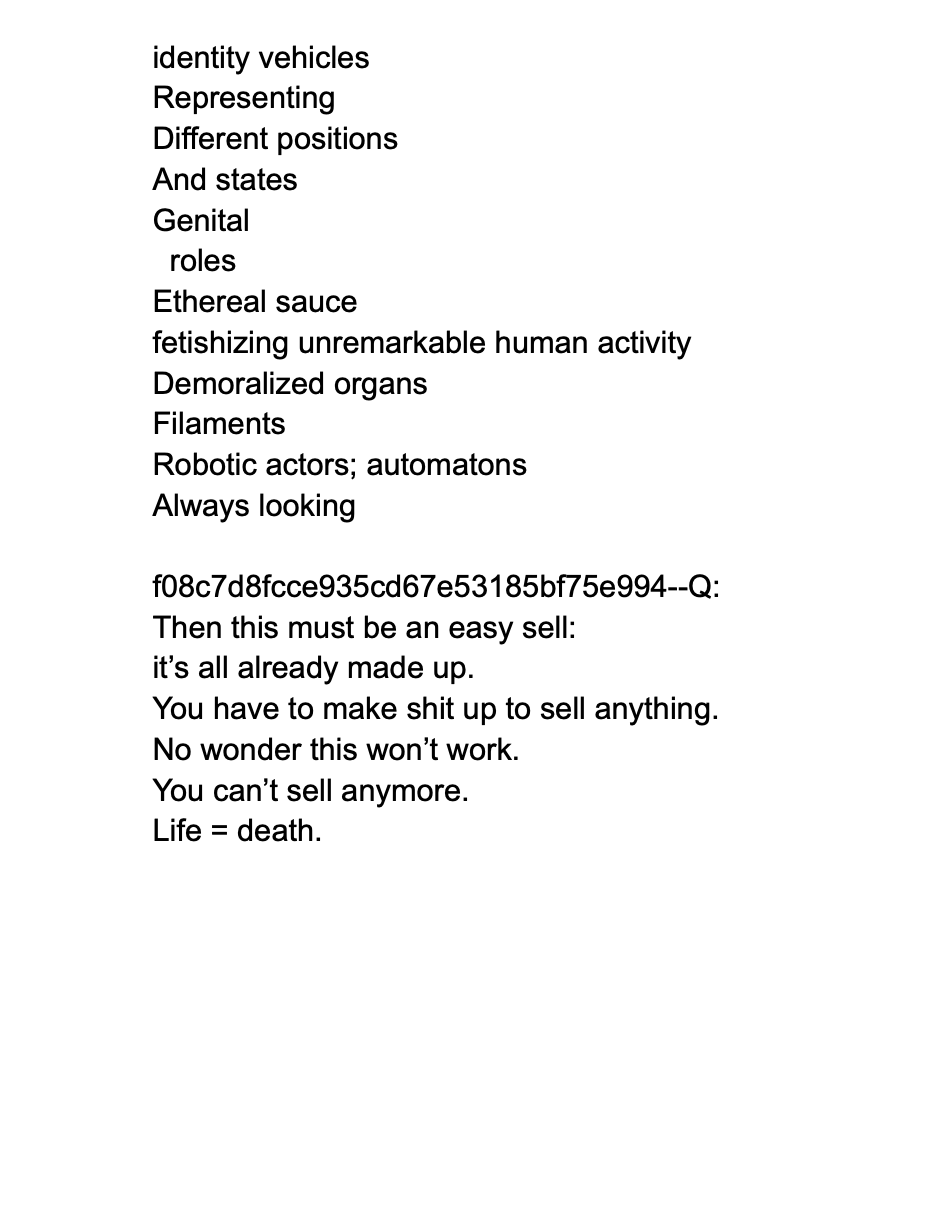 identity vehicles
Representing
Different positions
And states
Genital
  roles
Ethereal sauce
fetishizing unremarkable human activity
Demoralized organs
Filaments
Robotic actors; automatons
Always looking

f08c7d8fcce935cd67e53185bf75e994--Q:
Then this must be an easy sell:
it’s all already made up.
You have to make shit up to sell anything.
No wonder this won’t work.
You can’t sell anymore.
Life = death.